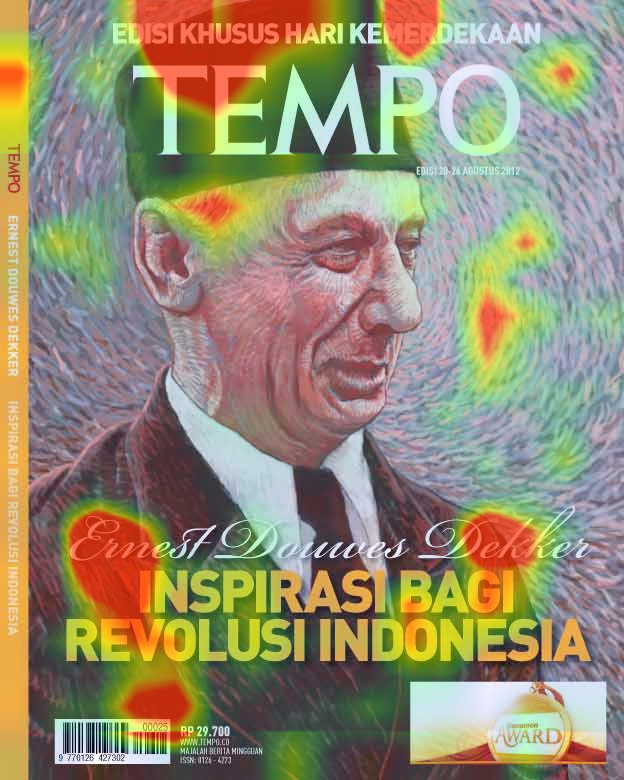 EDISI KHUSUS HARI KEMERDEKAAN
TEMPO
EDISI 20-26 AGUSTUS 2012
TEMPO
ERNEST DOUWES DEKKER
INSPIRASI BAGI REVOLUSI INDONESIA
Ernest Douwes Dekker
INSPIRASI BAGI
REVOLUSI INDONESIA
00025
9 770126 427302
RP 29.700
WWW.TEMPO.CO
MAJALAH BERITA MINGGUAN
ISSN: 0126 - 4273
AWARD